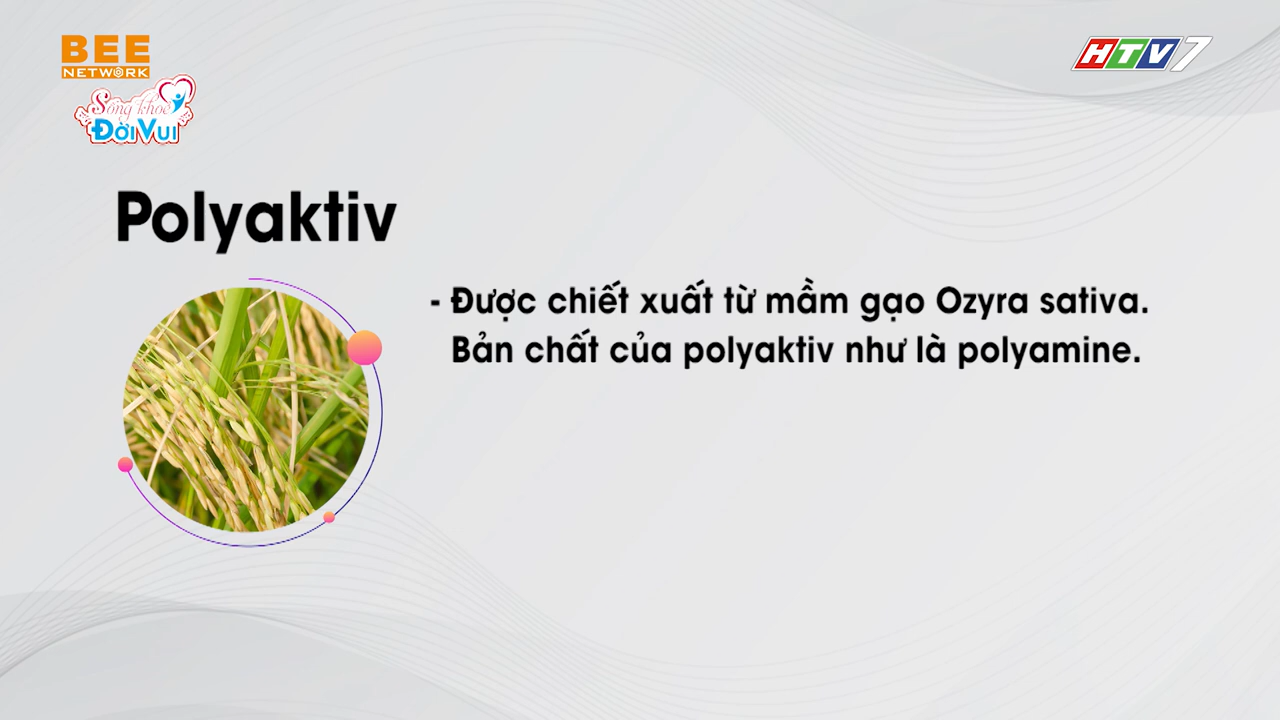 BEE
NETWORK
Sống khỏe
ĐỜI VUI
HTV7
Polyaktiv
- Được chiết xuất từ mầm gạo Ozyra sativa.
Bản chất của polyaktiv như là polyamine.